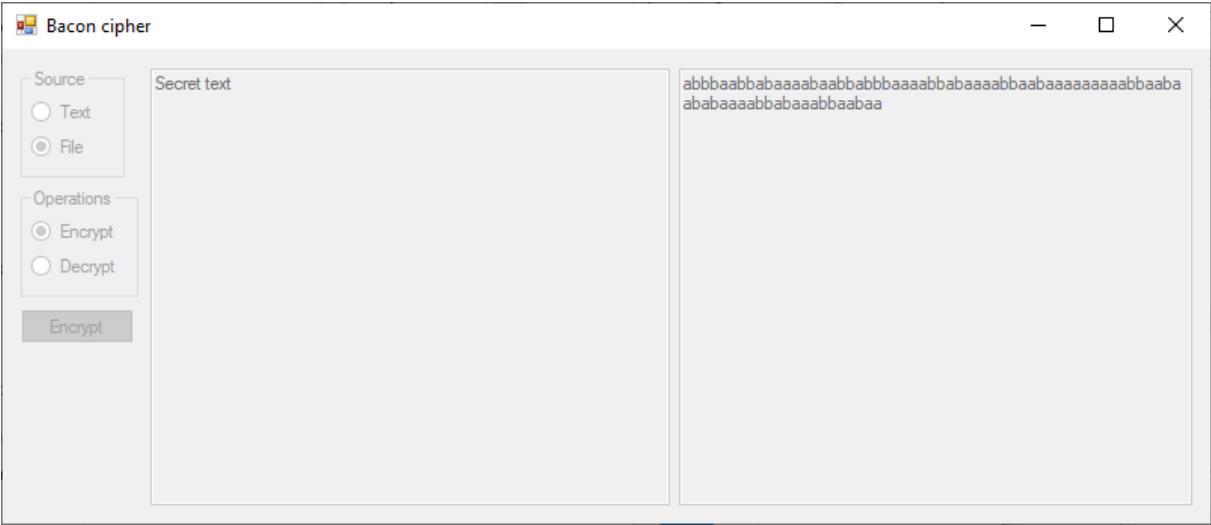 Bacon cipher
Source
Text
File
Operations
Encrypt
Decrypt
Encrypt
Secret text
abbbaabbabaaaabaabbabbbaaaabbabaaaabbaabaaaaaaaaabbaaba
ababaaaabbabaaabbaabaa